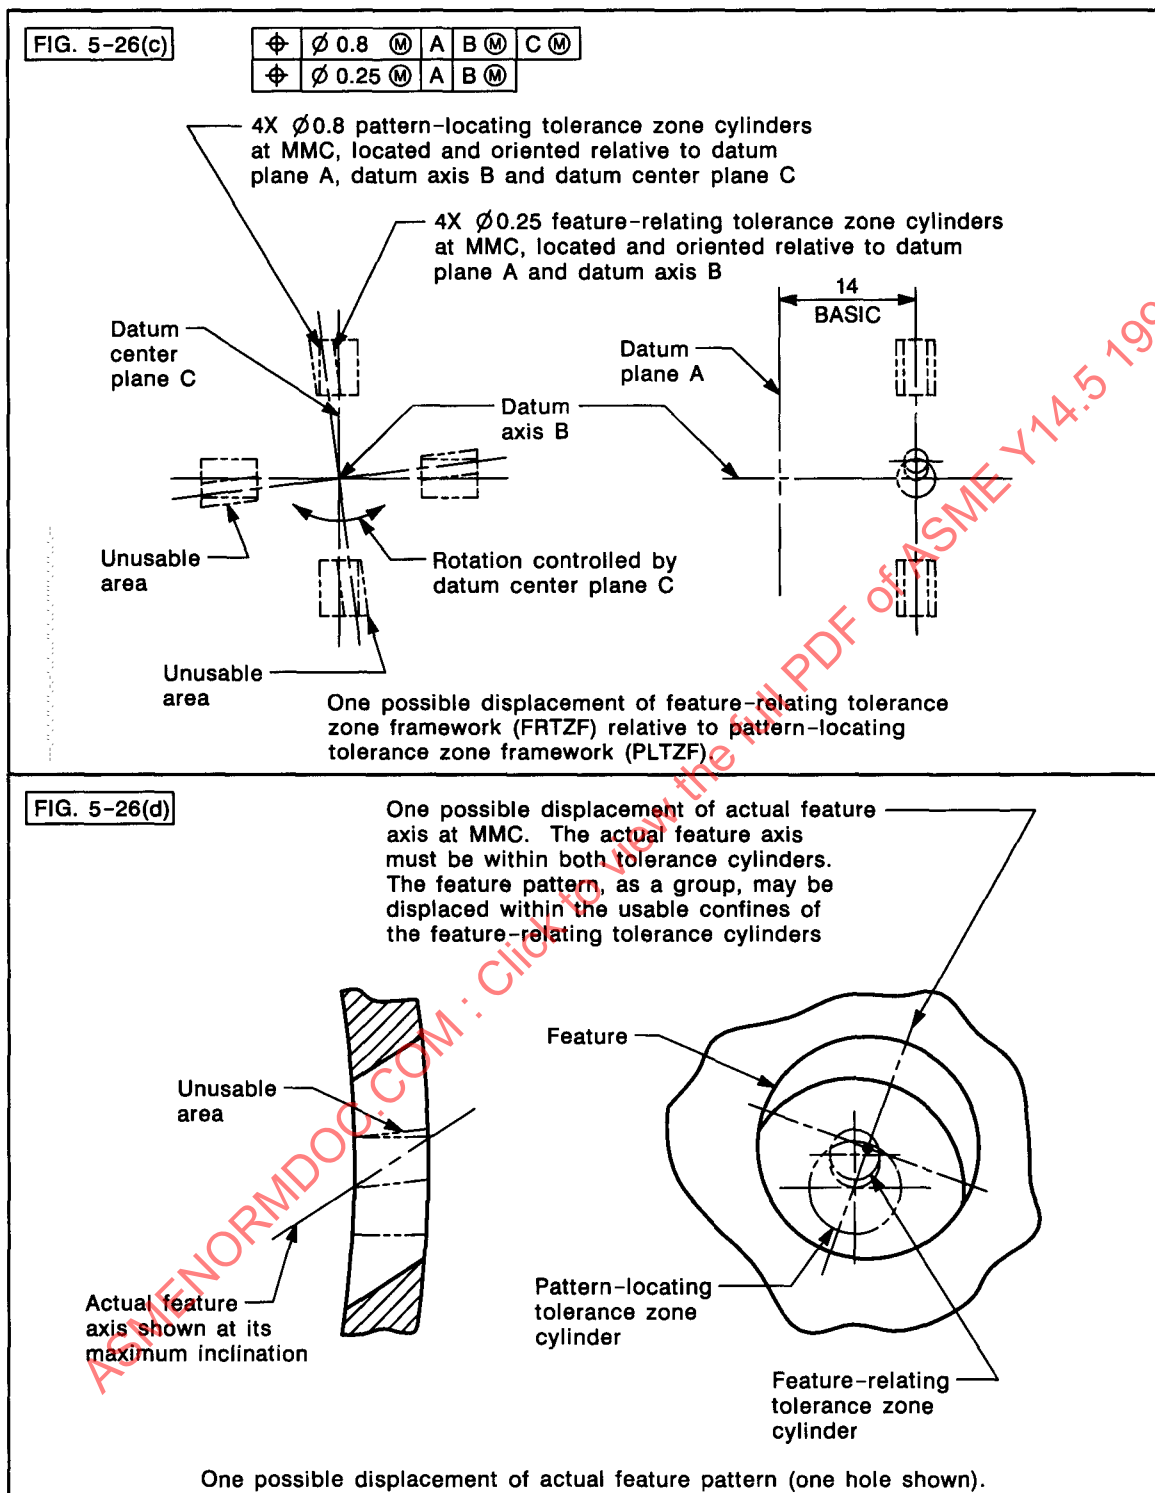 FIG. 5-26(c)
⌖ Ø 0.8 Ⓜ A B Ⓜ C Ⓜ
⌖ Ø 0.25 Ⓜ A B Ⓜ
4X Ø0.8 pattern-locating tolerance zone cylinders
at MMC, located and oriented relative to datum
plane A, datum axis B and datum center plane C
4X Ø0.25 feature-relating tolerance zone cylinders
at MMC, located and oriented relative to datum
plane A and datum axis B
14
BASIC
Datum
center
plane C
Datum
plane A
Datum
axis B
Unusable
area
Rotation controlled by
datum center plane C
Unusable
area
One possible displacement of feature-relating tolerance
zone framework (FRTZF) relative to pattern-locating
tolerance zone framework (PLTZF).
FIG. 5-26(d)
One possible displacement of actual feature
axis at MMC. The actual feature axis
must be within both tolerance cylinders.
The feature pattern, as a group, may be
displaced within the usable confines of
the feature-relating tolerance cylinders
Feature
Unusable
area
Pattern-locating
tolerance zone
cylinder
Actual feature
axis shown at its
maximum inclination
Feature-relating
tolerance zone
cylinder
One possible displacement of actual feature pattern (one hole shown).
ASMENORMDOC.COM : Click to view the full PDF of ASME Y14.5 199